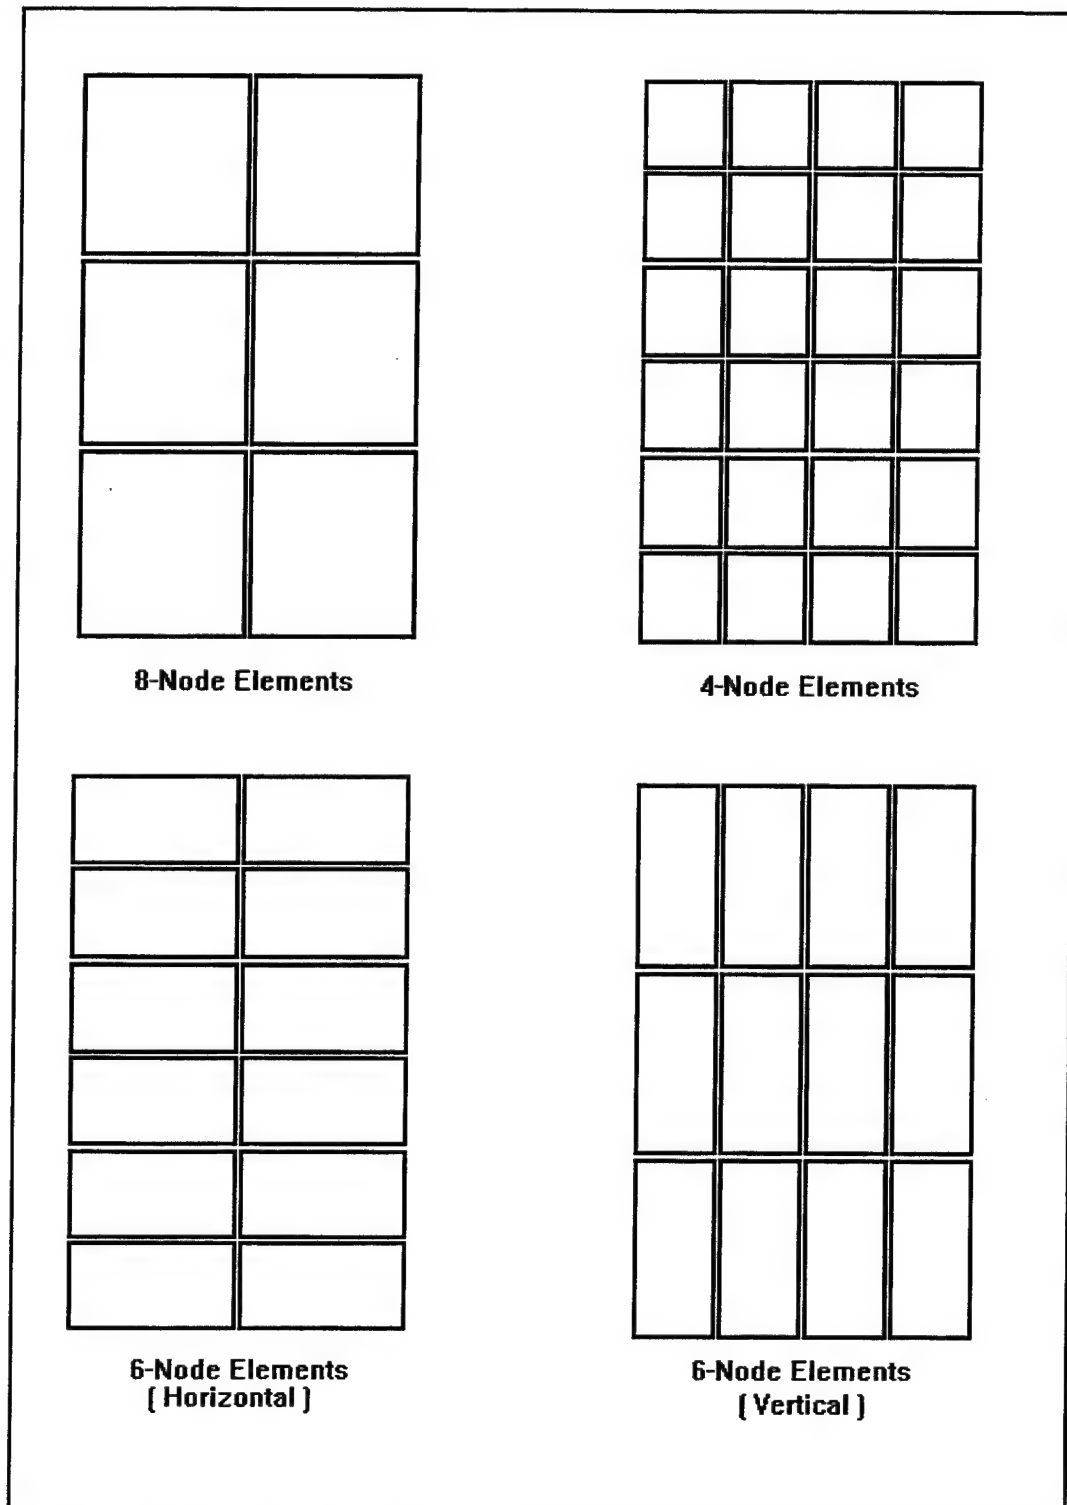 8-Node Elements
4-Node Elements
6-Node Elements
[ Horizontal ]
6-Node Elements
[ Vertical ]